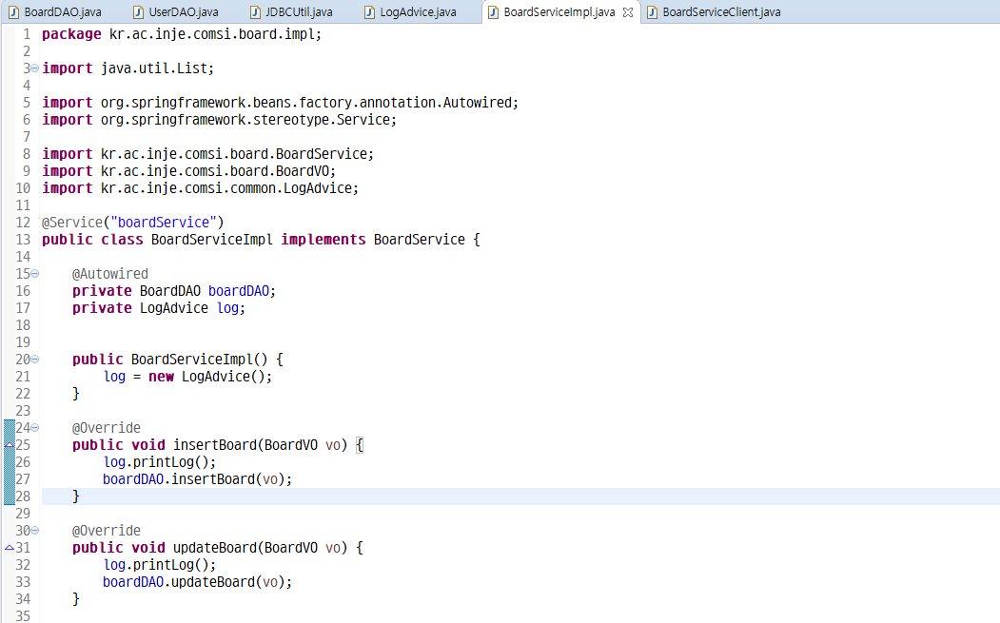 BoardDAO.java UserDAO.java JDBCUtil.java LogAdvice.java BoardServiceImpl.java BoardServiceClient.java
1 package kr.ac.inje.comsi.board.impl;
2
3 import java.util.List;
4
5 import org.springframework.beans.factory.annotation.Autowired;
6 import org.springframework.stereotype.Service;
7
8 import kr.ac.inje.comsi.board.BoardService;
9 import kr.ac.inje.comsi.board.BoardVO;
10 import kr.ac.inje.comsi.common.LogAdvice;
11
12 @Service("boardService")
13 public class BoardServiceImpl implements BoardService {
14
15     @Autowired
16     private BoardDAO boardDAO;
17     private LogAdvice log;
18
19
20     public BoardServiceImpl() {
21         log = new LogAdvice();
22     }
23
24     @Override
25     public void insertBoard(BoardVO vo) {
26         log.printLog();
27         boardDAO.insertBoard(vo);
28     }
29
30     @Override
31     public void updateBoard(BoardVO vo) {
32         log.printLog();
33         boardDAO.updateBoard(vo);
34     }
35